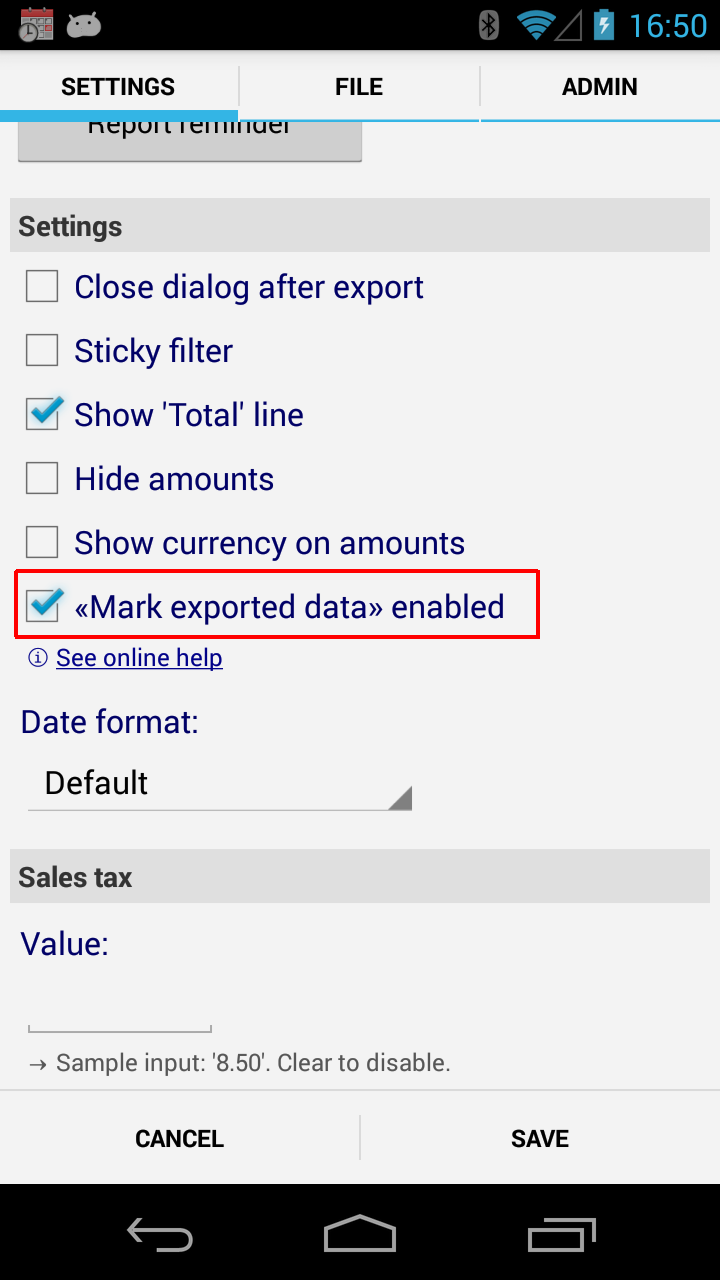 16:50
SETTINGS FILE ADMIN
Report reminder
Settings
Close dialog after export
Sticky filter
Show 'Total' line
Hide amounts
Show currency on amounts
«Mark exported data» enabled
See online help
Date format:
Default
Sales tax
Value:
→ Sample input: '8.50'. Clear to disable.
CANCEL SAVE